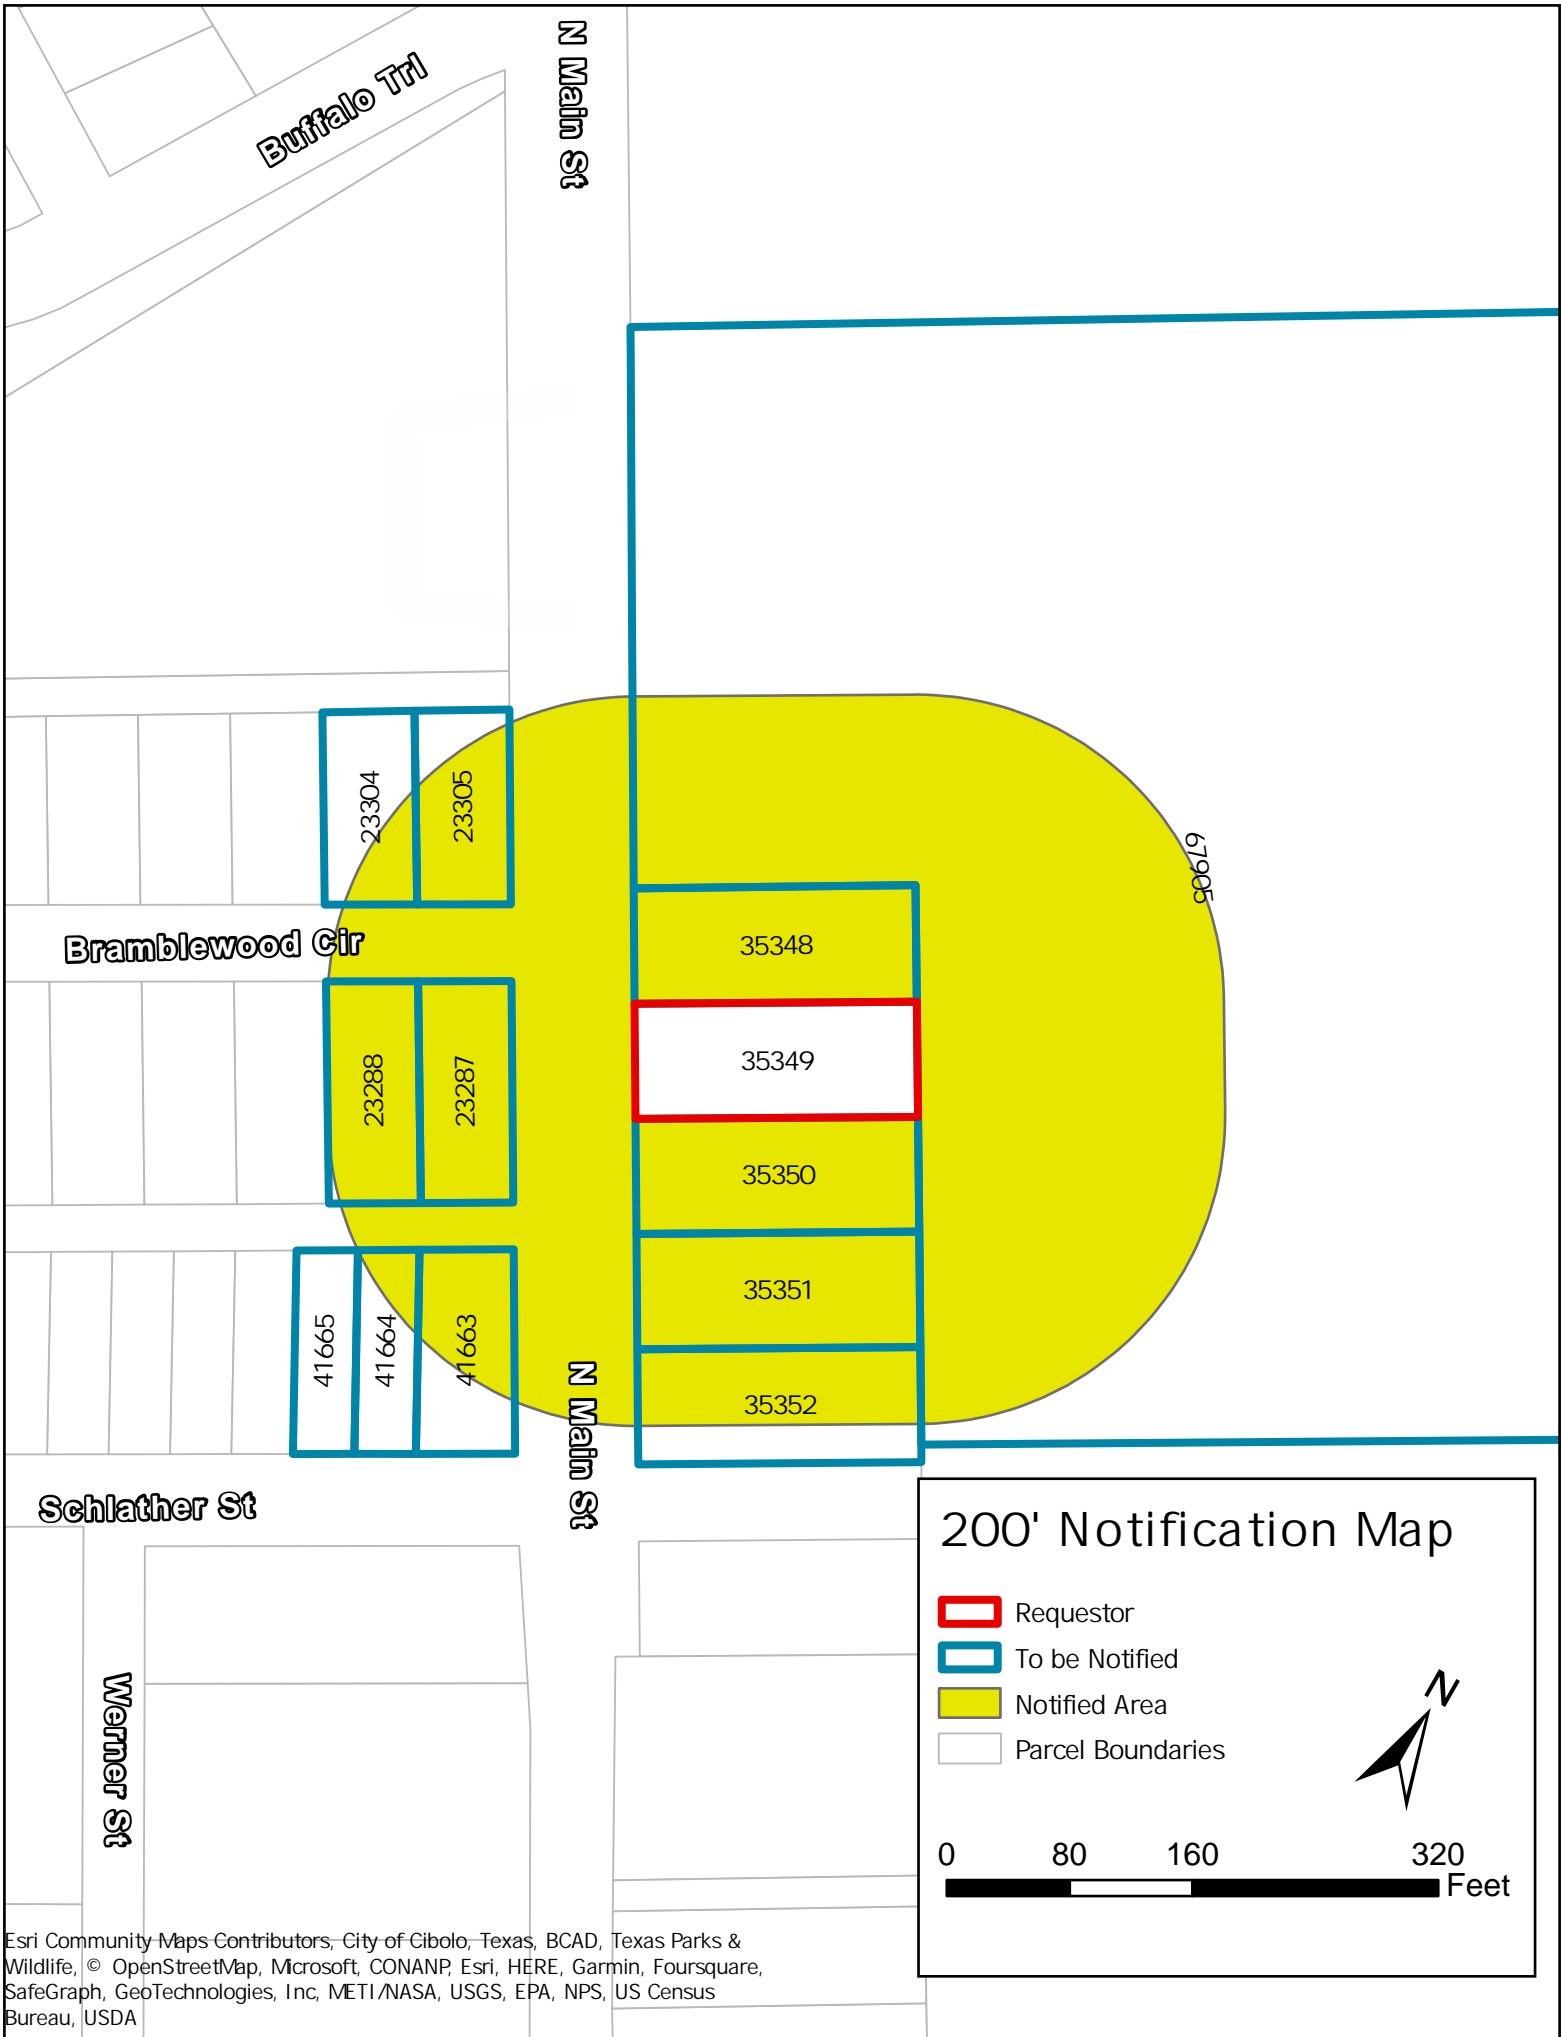 N Main St
Buffalo Trl
23304
23305
67905
Bramblewood Cir
35348
35349
23288
23287
35350
35351
41665
41664
41663
35352
N Main St
Schlather St
Werner St
200' Notification Map
Requestor
To be Notified
Notified Area
Parcel Boundaries
N
0 80 160 320
Feet
Esri Community Maps Contributors, City of Cibolo, Texas, BCAD, Texas Parks &
Wildlife, © OpenStreetMap, Microsoft, CONANP, Esri, HERE, Garmin, Foursquare,
SafeGraph, GeoTechnologies, Inc, METI/NASA, USGS, EPA, NPS, US Census
Bureau, USDA